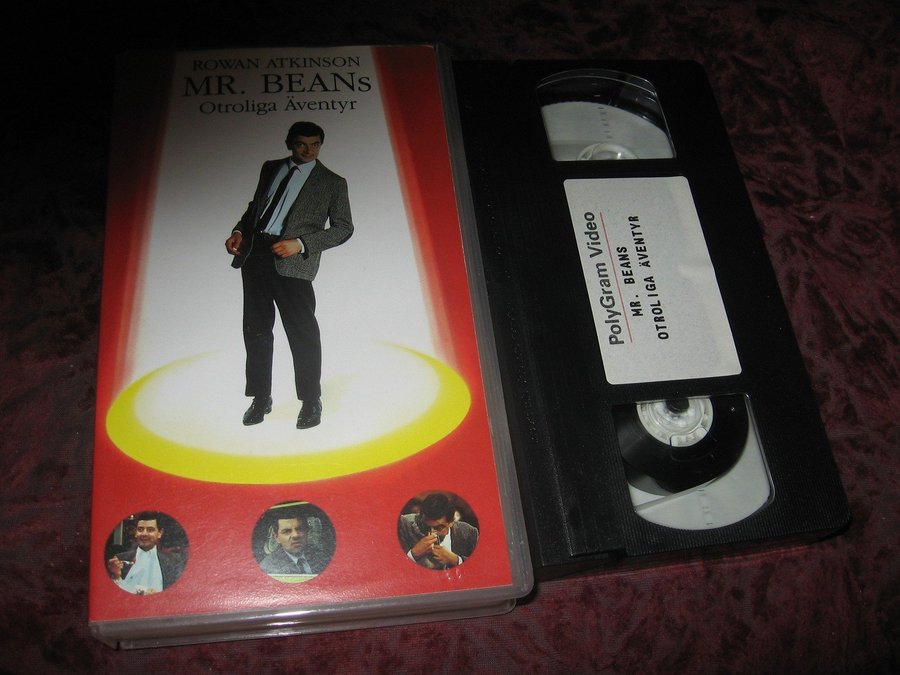 ROWAN ATKINSON
MR. BEANs
Otroliga Äventyr
PolyGram Video
MR. BEANS
OTROLIGA ÄVENTYR